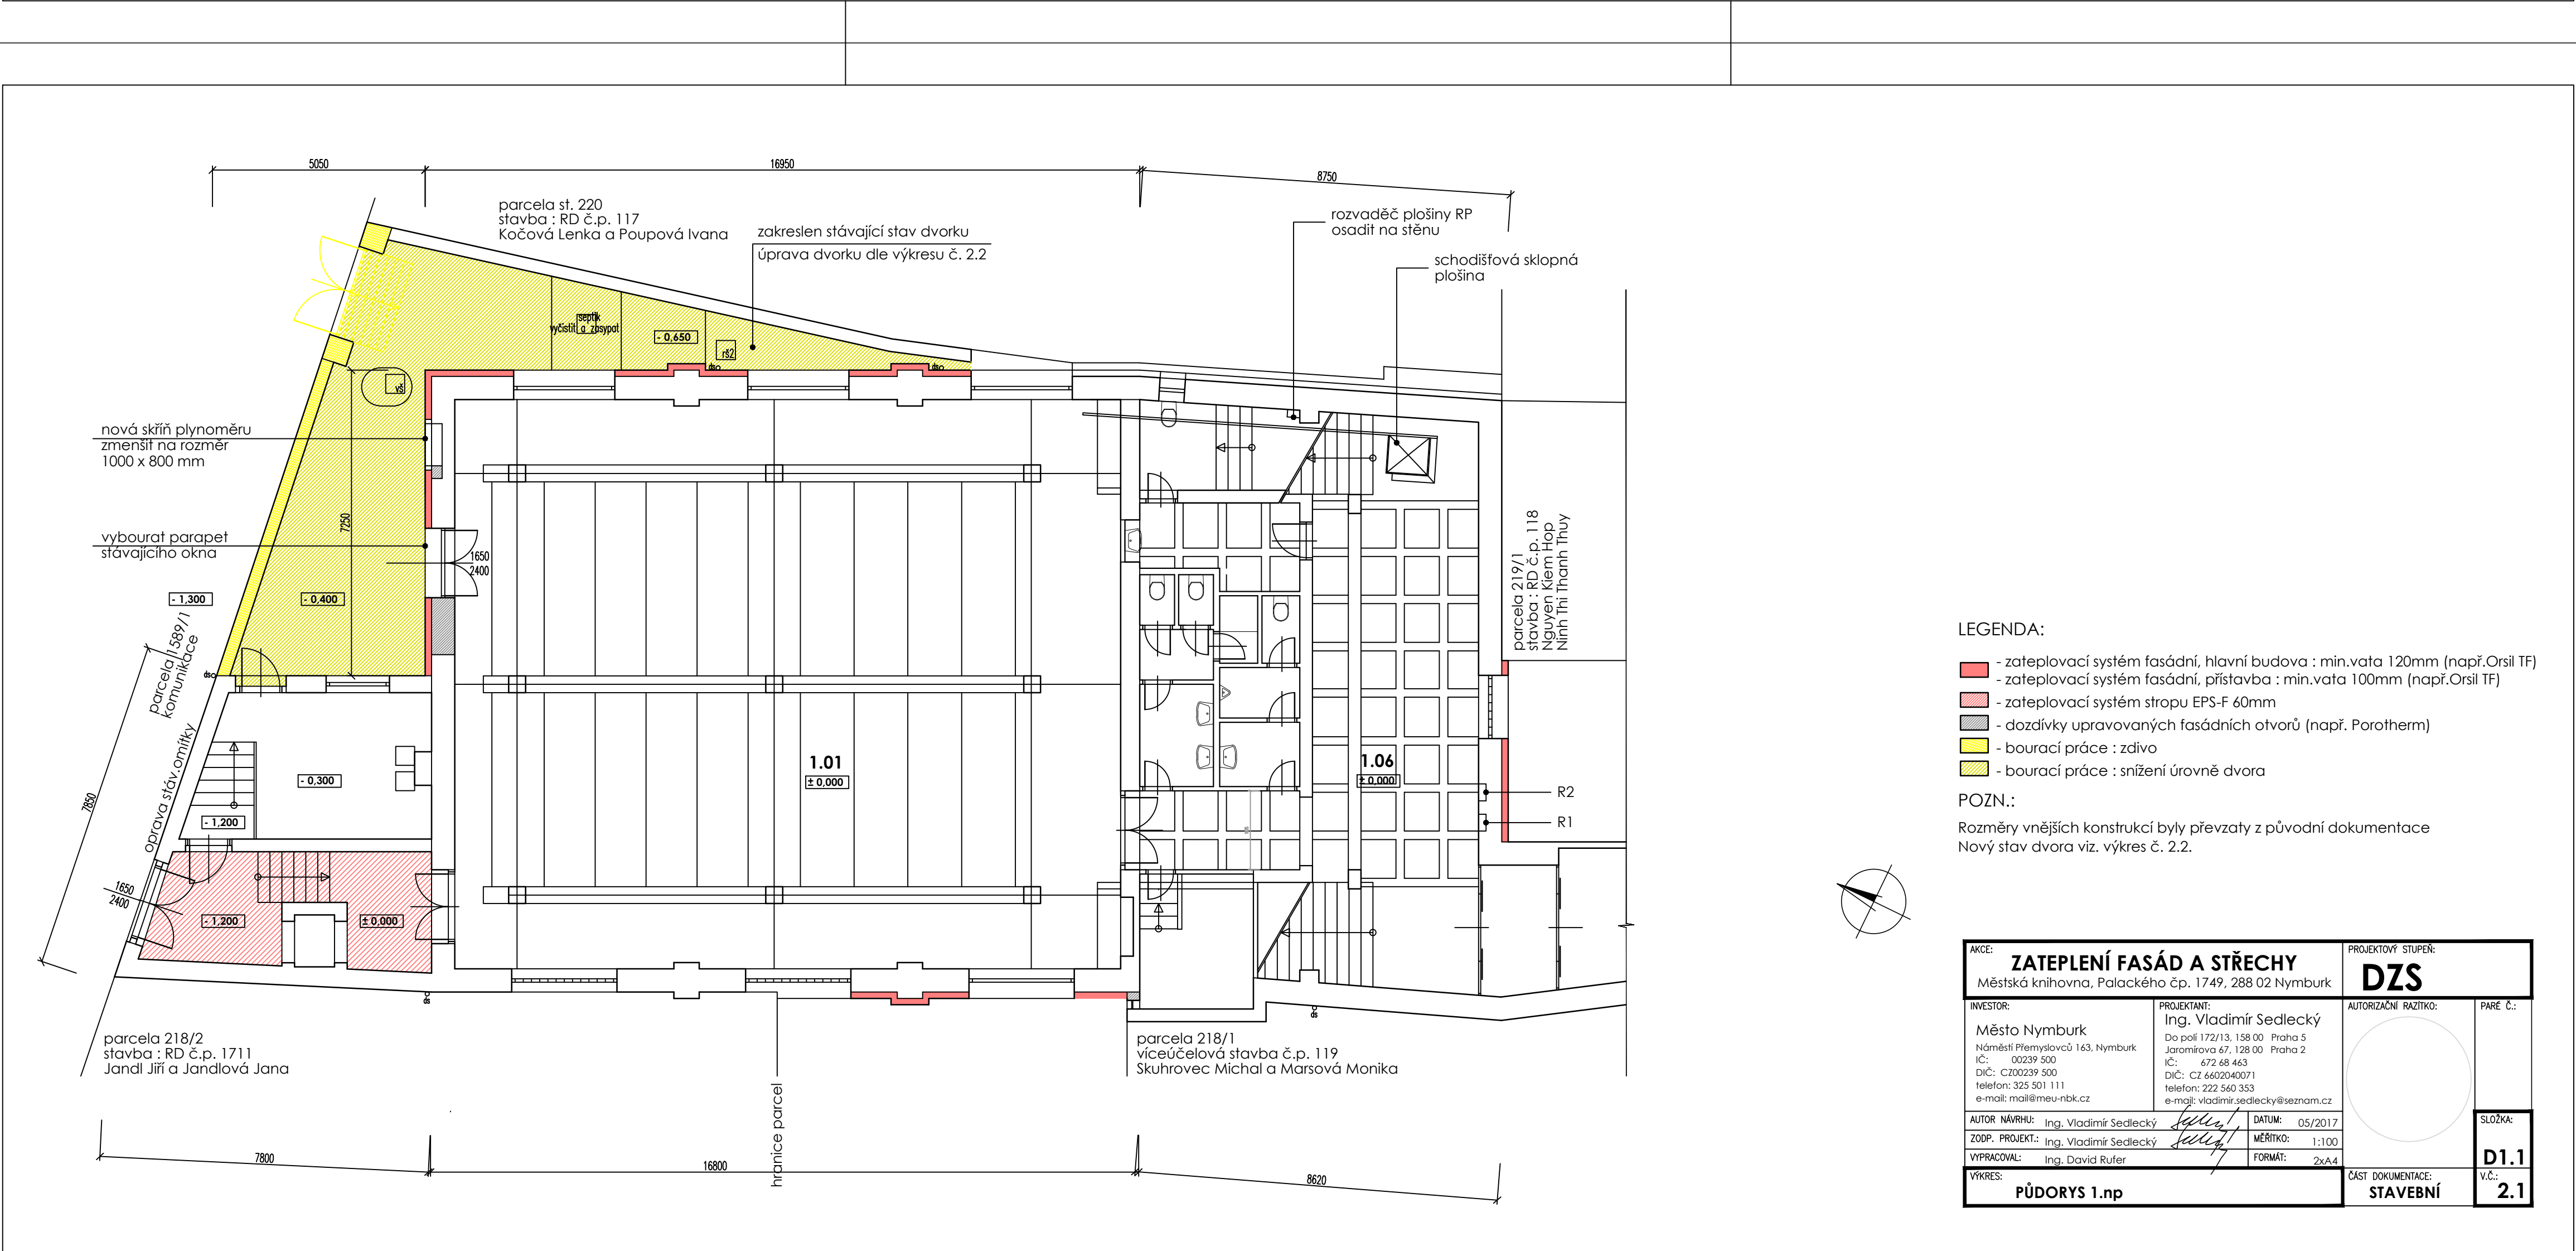 5050
16950
8750
parcela st. 220
stavba : RD č.p. 117
Kočová Lenka a Poupová Ivana
zakreslen stávající stav dvorku
úprava dvorku dle výkresu č. 2.2
rozvaděč plošiny RP
osadit na stěnu
schodišťová sklopná
plošina
septik
vyčistit a zasypat
- 0,650
rš2
dso
dso
vš
nová skříň plynoměru
zmenšit na rozměr
1000 x 800 mm
7250
vybourat parapet
stávajícího okna
1650
2400
- 1,300
- 0,400
parcela 1589/1
komunikace
dso
parcela 219/1
stavba : RD č.p. 118
Nguyen Kiem Hop
Ninh Thi Thanh Thuy
oprava stáv.omítky
7850
- 0,300
- 1,200
1.01
± 0,000
1.06
± 0,000
R2
R1
1650
2400
- 1,200
± 0,000
ds
ds
parcela 218/2
stavba : RD č.p. 1711
Jandl Jiří a Jandlová Jana
parcela 218/1
víceúčelová stavba č.p. 119
Skuhrovec Michal a Marsová Monika
hranice parcel
7800
16800
8620
LEGENDA:
- zateplovací systém fasádní, hlavní budova : min.vata 120mm (např.Orsil TF)
- zateplovací systém fasádní, přístavba : min.vata 100mm (např.Orsil TF)
- zateplovací systém stropu EPS-F 60mm
- dozdívky upravovaných fasádních otvorů (např. Porotherm)
- bourací práce : zdivo
- bourací práce : snížení úrovně dvora
POZN.:
Rozměry vnějších konstrukcí byly převzaty z původní dokumentace
Nový stav dvora viz. výkres č. 2.2.
AKCE:
ZATEPLENÍ FASÁD A STŘECHY
Městská knihovna, Palackého čp. 1749, 288 02 Nymburk
PROJEKTOVÝ STUPEŇ:
DZS
INVESTOR:
Město Nymburk
Náměstí Přemyslovců 163, Nymburk
IČ: 00239 500
DIČ: CZ00239 500
telefon: 325 501 111
e-mail: mail@meu-nbk.cz
PROJEKTANT:
Ing. Vladimír Sedlecký
Do polí 172/13, 158 00 Praha 5
Jaromírova 67, 128 00 Praha 2
IČ: 672 68 463
DIČ: CZ 6602040071
telefon: 222 560 353
e-mail: vladimir.sedlecky@seznam.cz
AUTORIZAČNÍ RAZÍTKO:
PARÉ Č.:
AUTOR NÁVRHU: Ing. Vladimír Sedlecký
DATUM: 05/2017
ZODP. PROJEKT.: Ing. Vladimír Sedlecký
MĚŘÍTKO: 1:100
VYPRACOVAL: Ing. David Rufer
FORMÁT: 2xA4
SLOŽKA:
D1.1
VÝKRES:
PŮDORYS 1.np
ČÁST DOKUMENTACE:
STAVEBNÍ
V.Č.:
2.1